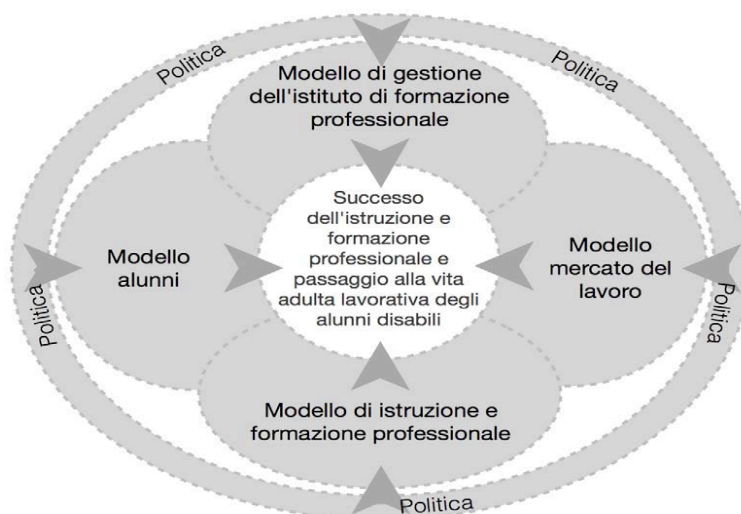 Politica
Politica
Modello di gestione
dell'istituto di formazione
professionale
Successo
dell'istruzione e
formazione
professionale e
passaggio alla vita
adulta lavorativa degli
alunni disabili
Modello
alunni
Modello
mercato del
lavoro
Politica
Politica
Modello di istruzione e
formazione professionale
Politica